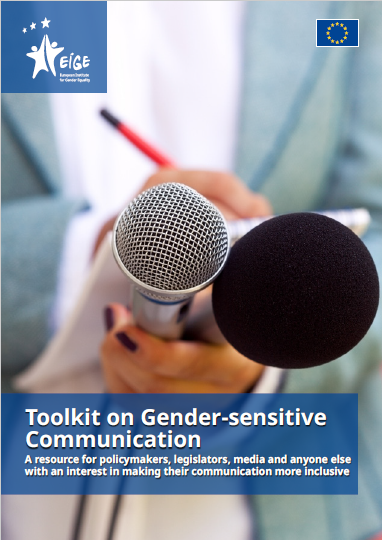 EIGE
European Institute
for Gender Equality
Toolkit on Gender-sensitive
Communication
A resource for policymakers, legislators, media and anyone else
with an interest in making their communication more inclusive